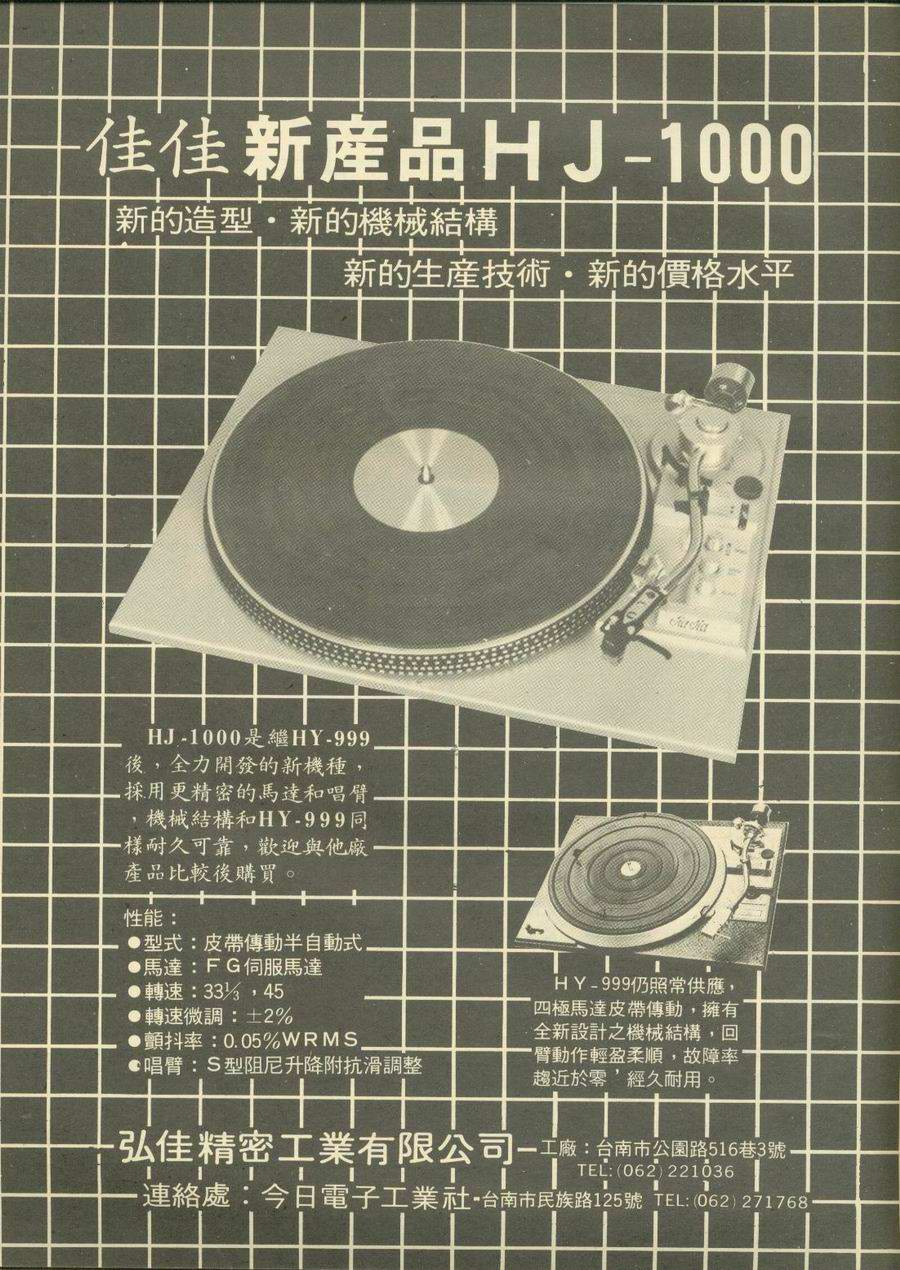 佳佳新産品HJ-1000
新的造型・新的機械結構
新的生産技術・新的價格水平
HJ-1000是繼HY-999
後，全力開發的新機種，
採用更精密的馬達和唱臂
，機械結構和HY-999同
樣耐久可靠，歡迎與他廠
產品比較後購買。
性能：
●型式：皮帶傳動半自動式
●馬達：FG伺服馬達
●轉速：33⅓，45
●轉速微調：±2%
●顫抖率：0.05%WRMS
●唱臂：S型阻尼升降附抗滑調整
HY-999仍照常供應，
四極馬達皮帶傳動，擁有
全新設計之機械結構，回
臂動作輕盈柔順，故障率
趨近於零，經久耐用。
弘佳精密工業有限公司-工廠：台南市公園路516巷3號
TEL:(062)221036
連絡處：今日電子工業社・台南市民族路125號 TEL:(062)271768